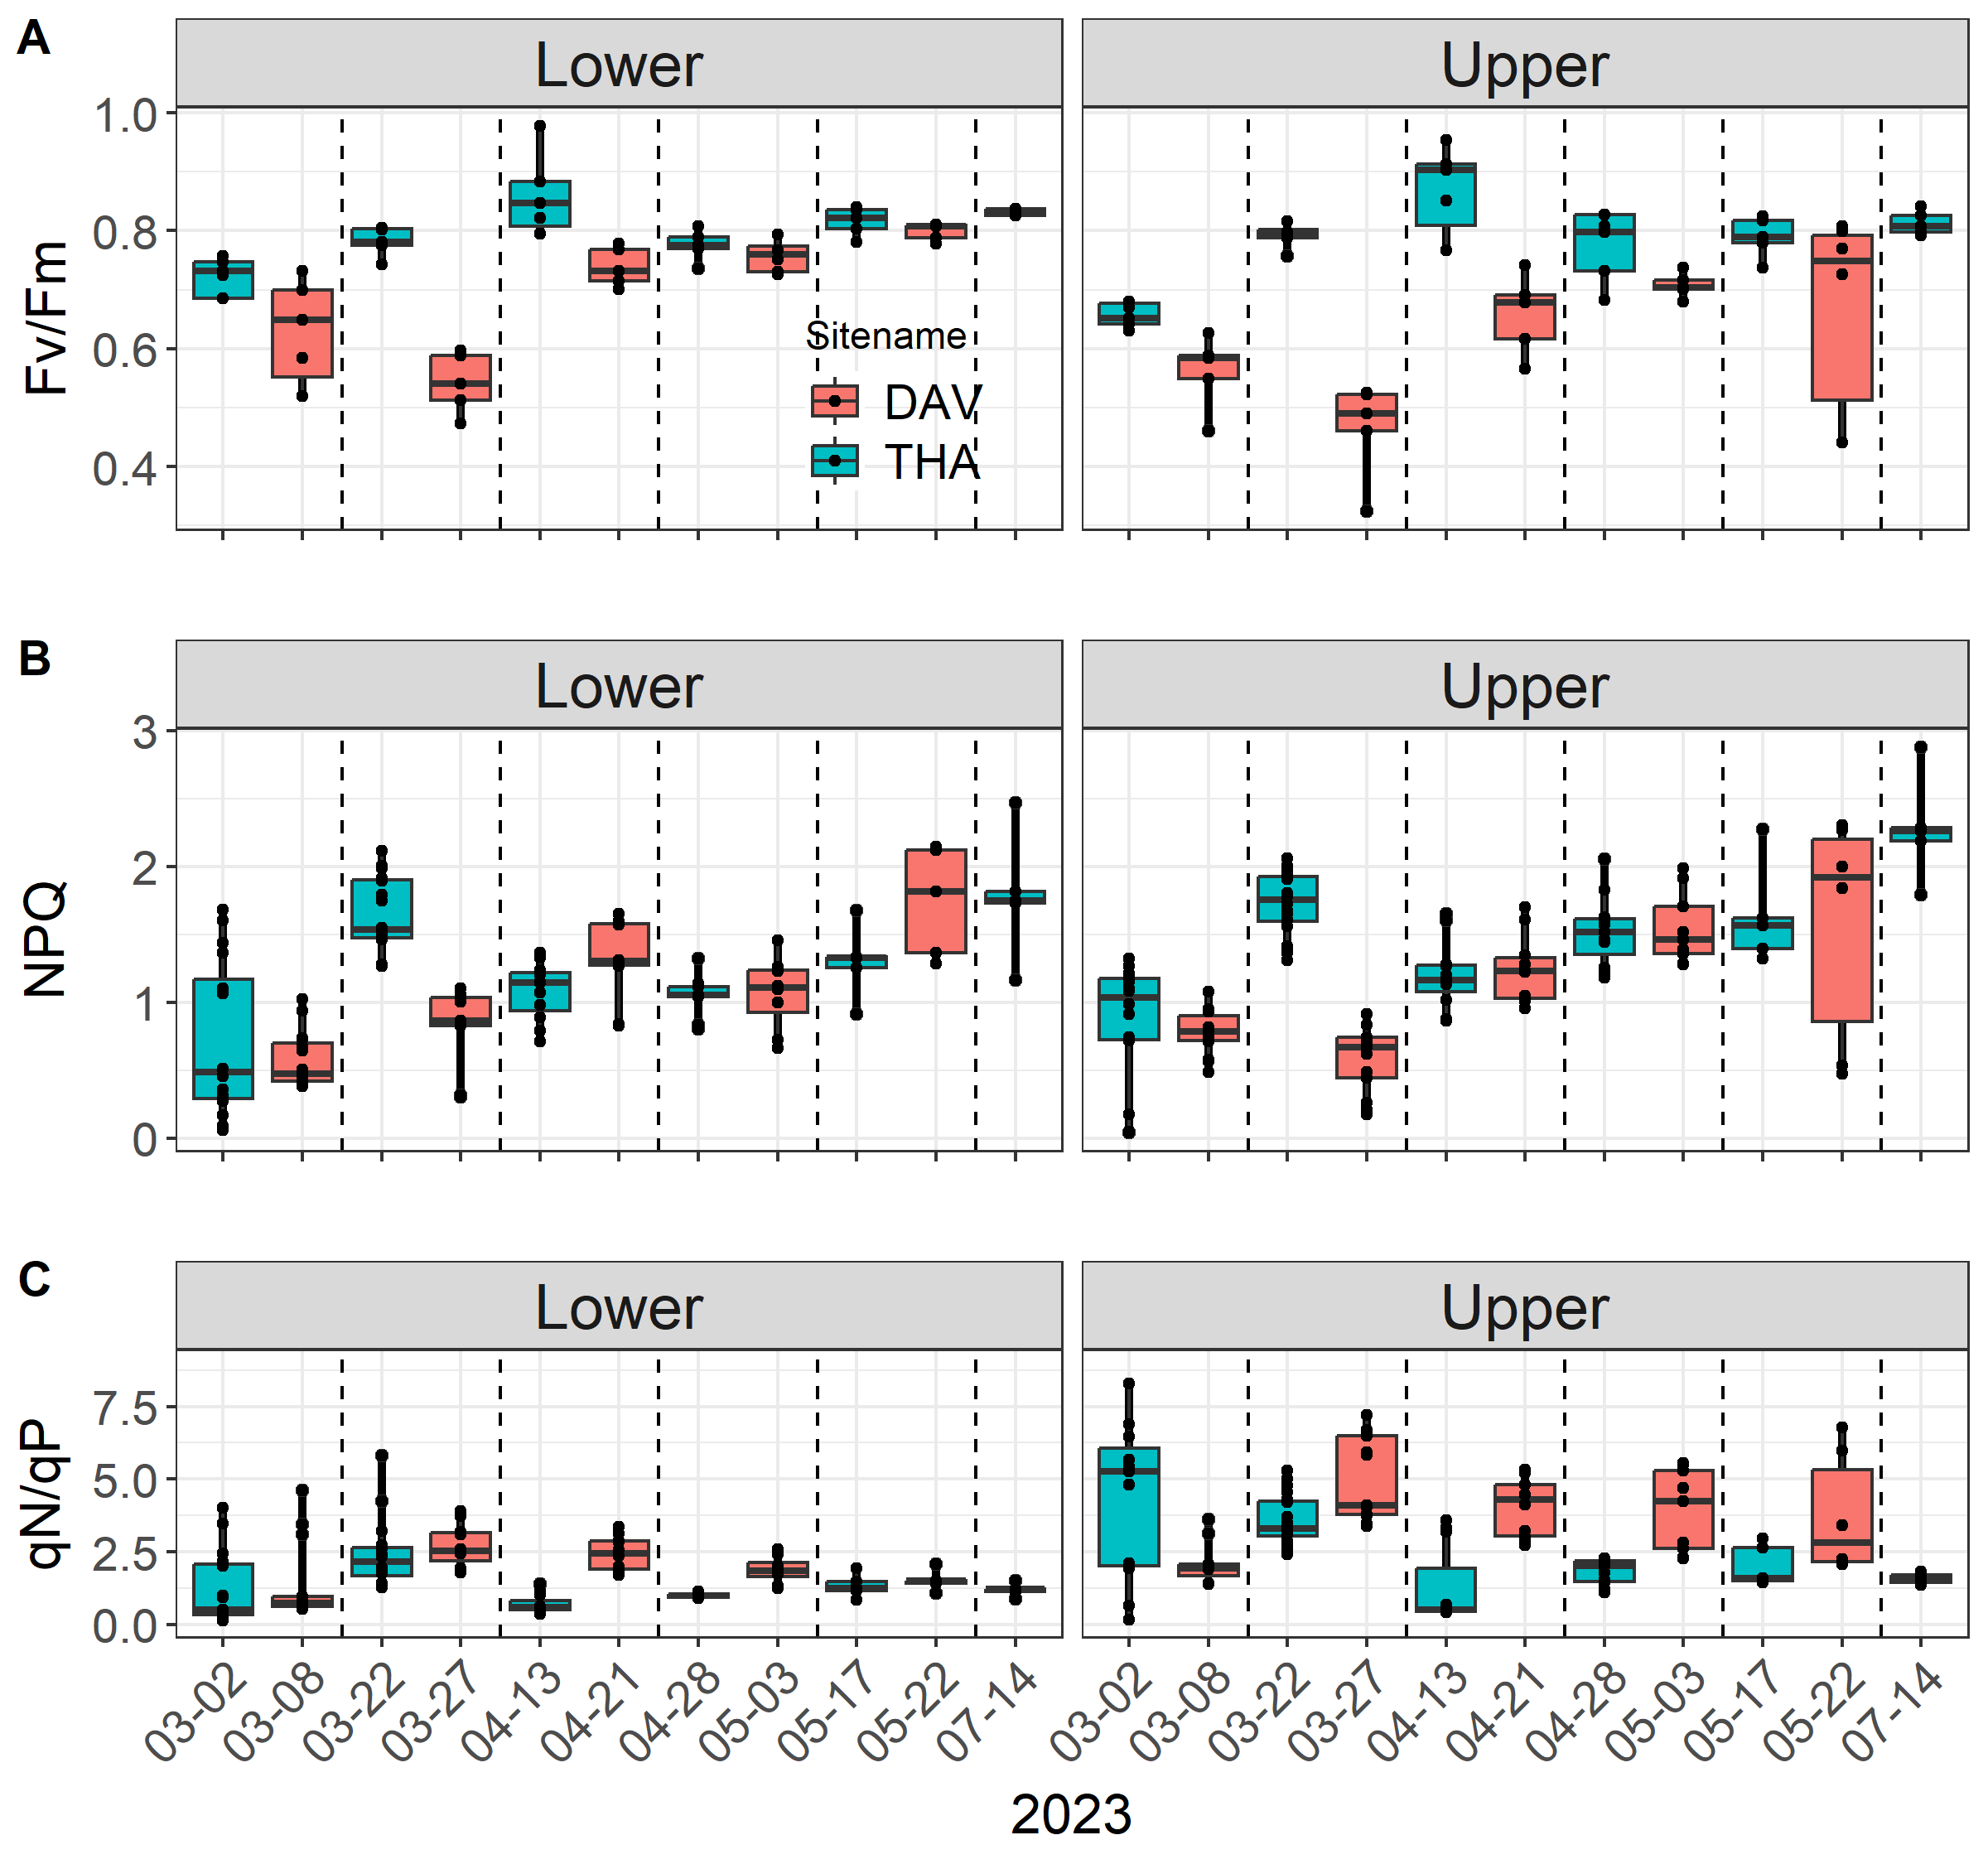 A
Lower Upper
Fv/Fm
1.0
0.8
0.6
0.4
Sitename
DAV
THA
B
Lower Upper
NPQ
3
2
1
0
C
Lower Upper
qN/qP
7.5
5.0
2.5
0.0
03-02 03-08 03-22 03-27 04-13 04-21 04-28 05-03 05-17 05-22 07-14 03-02 03-08 03-22 03-27 04-13 04-21 04-28 05-03 05-17 05-22 07-14
2023